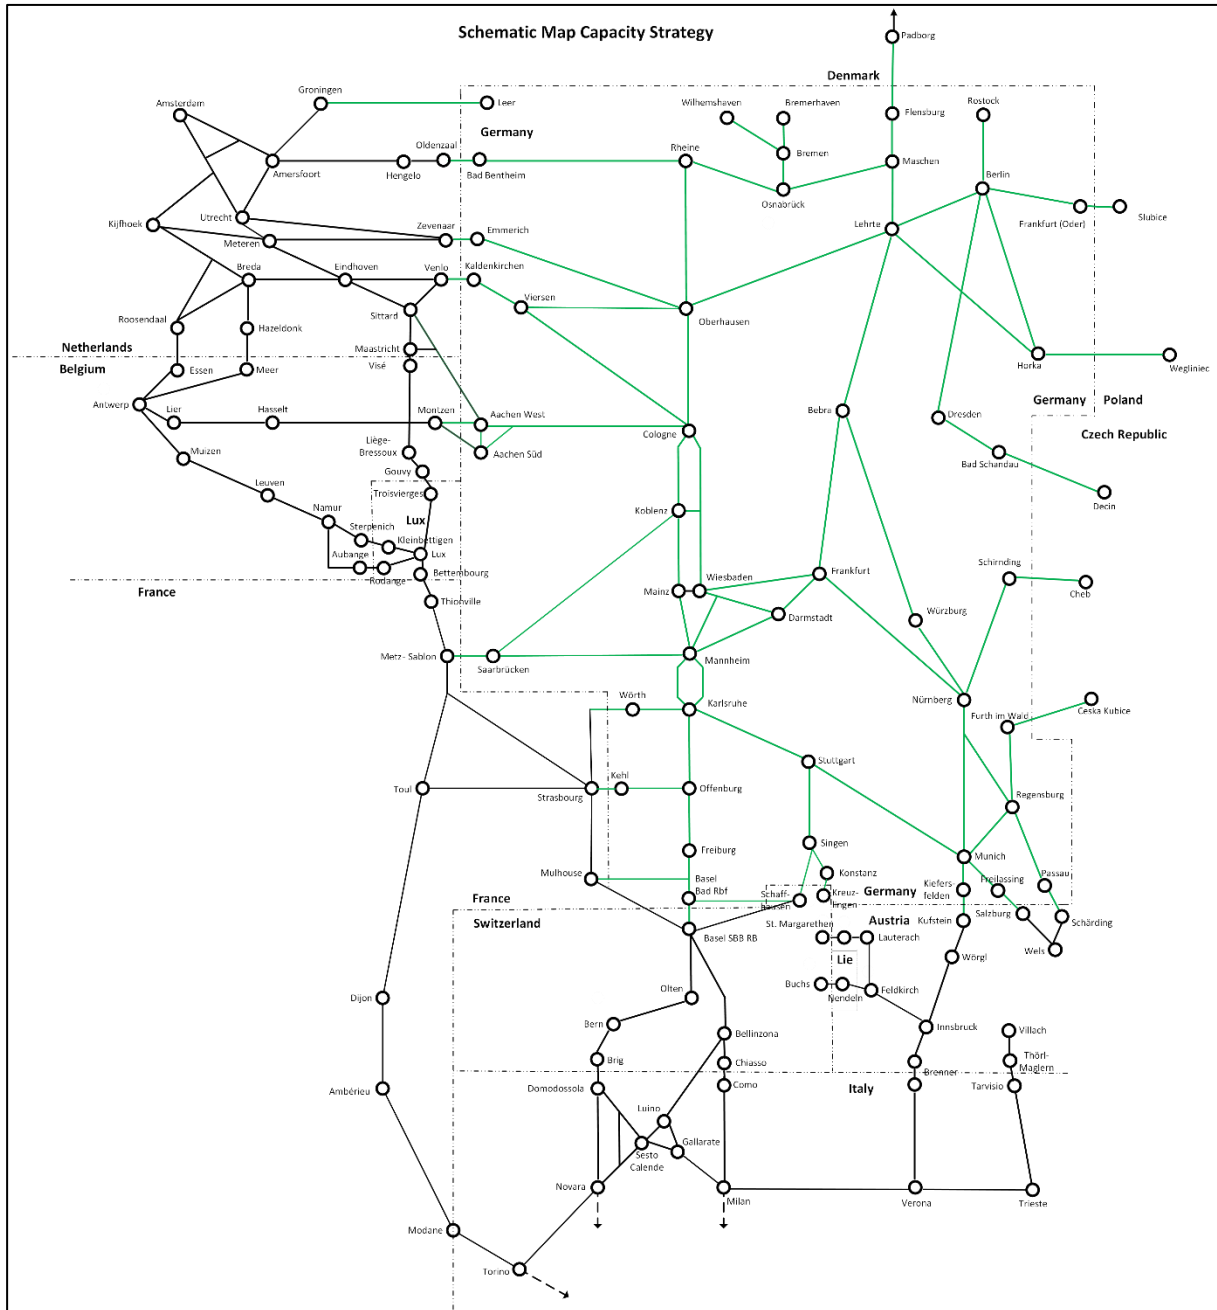 Schematic Map Capacity Strategy
Padborg
Denmark
Groningen
Amsterdam
Leer
Wilhemshaven
Bremerhaven
Flensburg
Rostock
Germany
Oldenzaal
Hengelo
Bad Bentheim
Amersfoort
Rheine
Bremen
Osnabrück
Maschen
Berlin
Frankfurt (Oder)
Slubice
Kijfhoek
Utrecht
Meteren
Zevenaar
Emmerich
Lehrte
Breda
Eindhoven
Venlo
Kaldenkirchen
Viersen
Oberhausen
Roosendaal
Hazeldonk
Sittard
Netherlands
Belgium
Maastricht
Visé
Essen
Meer
Horka
Wegliniec
Germany
Poland
Czech Republic
Antwerp
Lier
Hasselt
Montzen
Aachen West
Aachen Süd
Cologne
Bebra
Dresden
Bad Schandau
Decin
Muizen
Liège-
Bressoux
Gouvy
Leuven
Troisvierges
Namur
Lux
Sterpenich
Kleinbettigen
Lux
Aubange
Rodange
Bettembourg
France
Thionville
Koblenz
Mainz
Wiesbaden
Frankfurt
Darmstadt
Würzburg
Schirnding
Cheb
Metz- Sablon
Saarbrücken
Mannheim
Wörth
Karlsruhe
Nürnberg
Furth im Wald
Ceska Kubice
Stuttgart
Toul
Strasbourg
Kehl
Offenburg
Regensburg
Freiburg
Singen
Munich
Mulhouse
Basel
Bad Rbf
Konstanz
Schaff-
hausen
Kreuz-
lingen
Germany
Kiefers-
felden
Freilassing
Passau
France
Switzerland
Basel SBB RB
St. Margarethen
Austria
Kufstein
Salzburg
Schärding
Lauterach
Wels
Lie
Wörgl
Buchs
Nendeln
Feldkirch
Dijon
Olten
Bern
Bellinzona
Innsbruck
Villach
Brig
Chiasso
Brenner
Thörl-
Maglern
Ambérieu
Domodossola
Como
Italy
Tarvisio
Luino
Gallarate
Sesto
Calende
Novara
Milan
Verona
Trieste
Modane
Torino